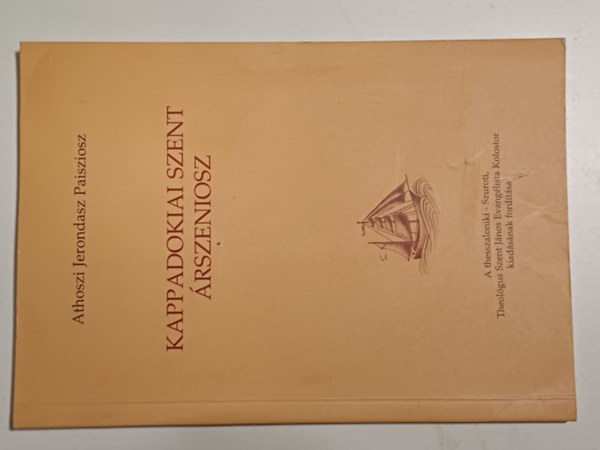 Athoszi Jerondasz Paisziosz
KAPPADOKIAI SZENT
ÁRSZENIOSZ
A thesszaloniki - Szuroti,
Theológus Szent János Evangélista Kolostor
kiadásának fordítása